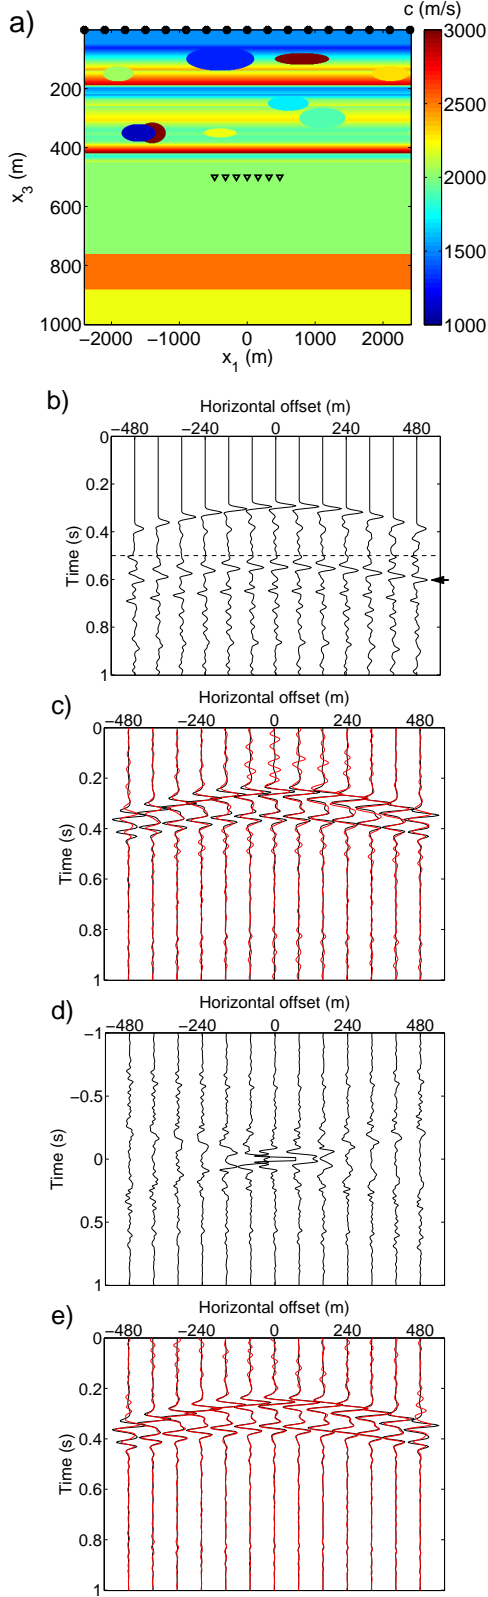 a)
c (m/s)
3000
2500
2000
1500
1000
200
400
600
800
1000
x3 (m)
−2000 −1000 0 1000 2000
x1 (m)
b)
Horizontal offset (m)
−480 −240 0 240 480
0
0.2
0.4
0.6
0.8
1
Time (s)
c)
Horizontal offset (m)
−480 −240 0 240 480
0
0.2
0.4
0.6
0.8
1
Time (s)
d)
Horizontal offset (m)
−480 −240 0 240 480
−1
−0.5
0
0.5
1
Time (s)
e)
Horizontal offset (m)
−480 −240 0 240 480
0
0.2
0.4
0.6
0.8
1
Time (s)